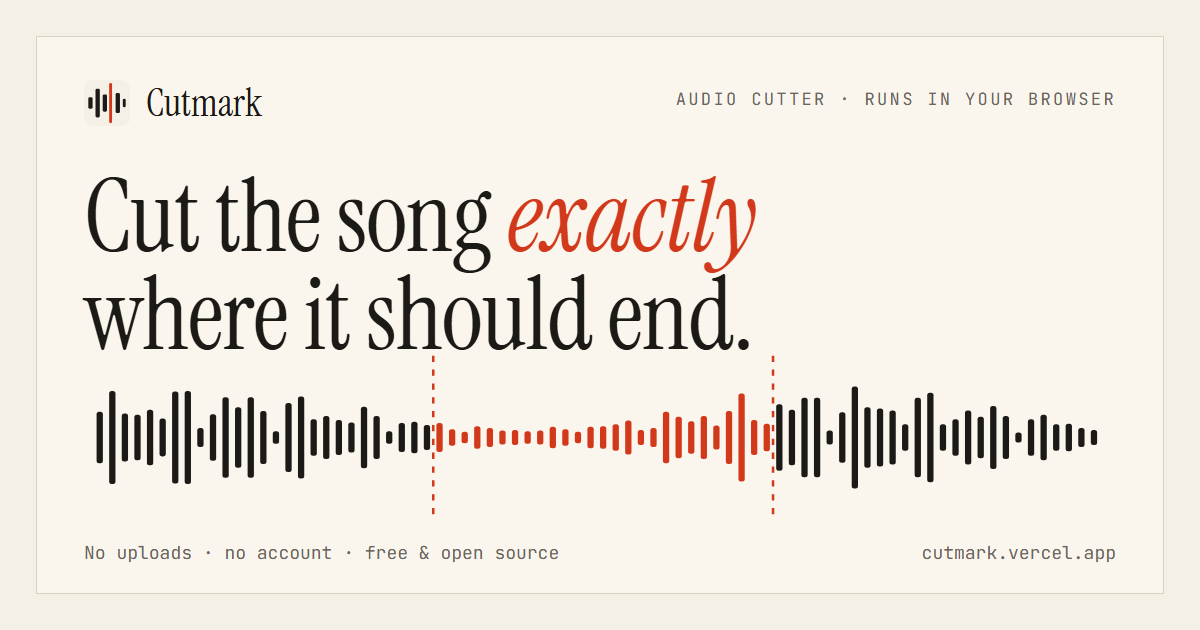 Cutmark
AUDIO CUTTER · RUNS IN YOUR BROWSER
Cut the song exactly
where it should end.
No uploads · no account · free & open source
cutmark.vercel.app